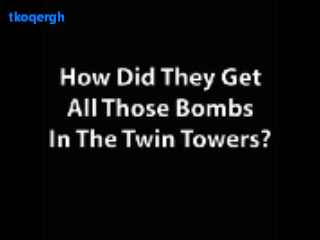 tkoqergh
How Did They Get
All Those Bombs
In The Twin Towers?